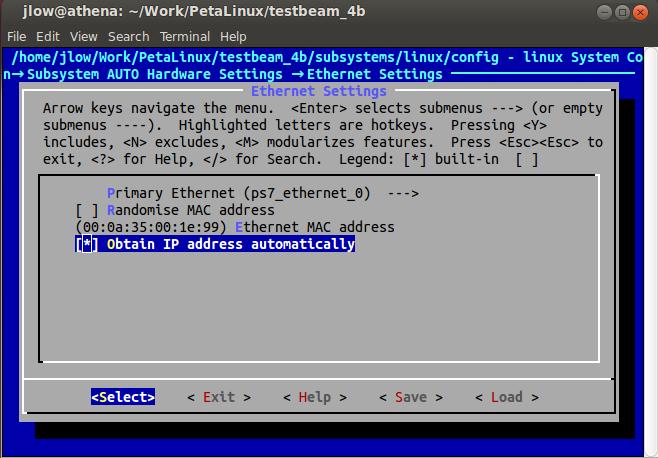 jlow@athena: ~/Work/PetaLinux/testbeam_4b
File Edit View Search Terminal Help
/home/jlow/Work/PetaLinux/testbeam_4b/subsystems/linux/config - linux System Co
n→Subsystem AUTO Hardware Settings →Ethernet Settings
Ethernet Settings
Arrow keys navigate the menu. <Enter> selects submenus ---> (or empty
submenus ----). Highlighted letters are hotkeys. Pressing <Y>
includes, <N> excludes, <M> modularizes features. Press <Esc><Esc> to
exit, <?> for Help, </> for Search. Legend: [*] built-in [ ]
Primary Ethernet (ps7_ethernet_0) --->
[ ] Randomise MAC address
(00:0a:35:00:1e:99) Ethernet MAC address
[*] Obtain IP address automatically
<Select> < Exit > < Help > < Save > < Load >